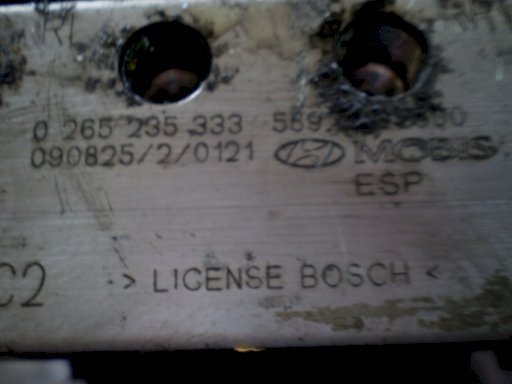 0 265 235 333
090825/2/0121 MOBIS
ESP
C2
> LICENSE BOSCH <